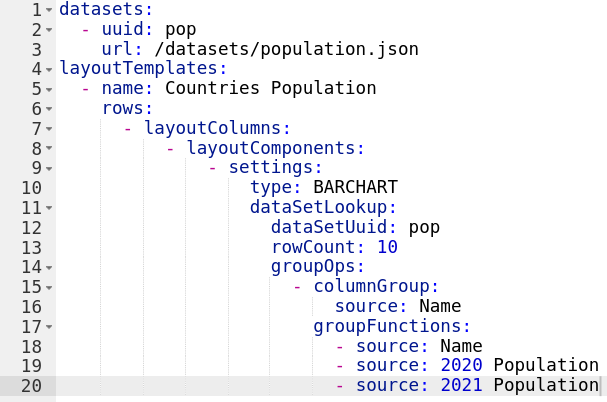 1 datasets:
2   - uuid: pop
3     url: /datasets/population.json
4 layoutTemplates:
5   - name: Countries Population
6     rows:
7       - layoutColumns:
8           - layoutComponents:
9               - settings:
10                   type: BARCHART
11                   dataSetLookup:
12                     dataSetUuid: pop
13                     rowCount: 10
14                     groupOps:
15                       - columnGroup:
16                           source: Name
17                         groupFunctions:
18                           - source: Name
19                           - source: 2020 Population
20                           - source: 2021 Population